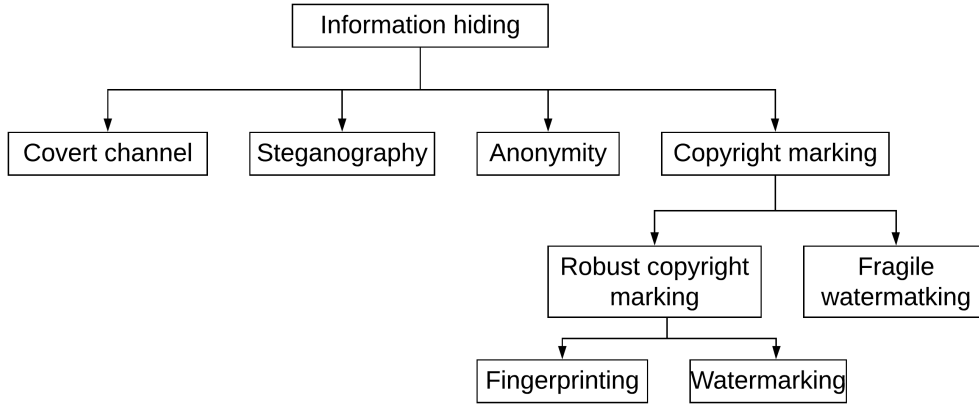 Information hiding
Covert channel
Steganography
Anonymity
Copyright marking
Robust copyright
marking
Fragile
watermatking
Fingerprinting
Watermarking